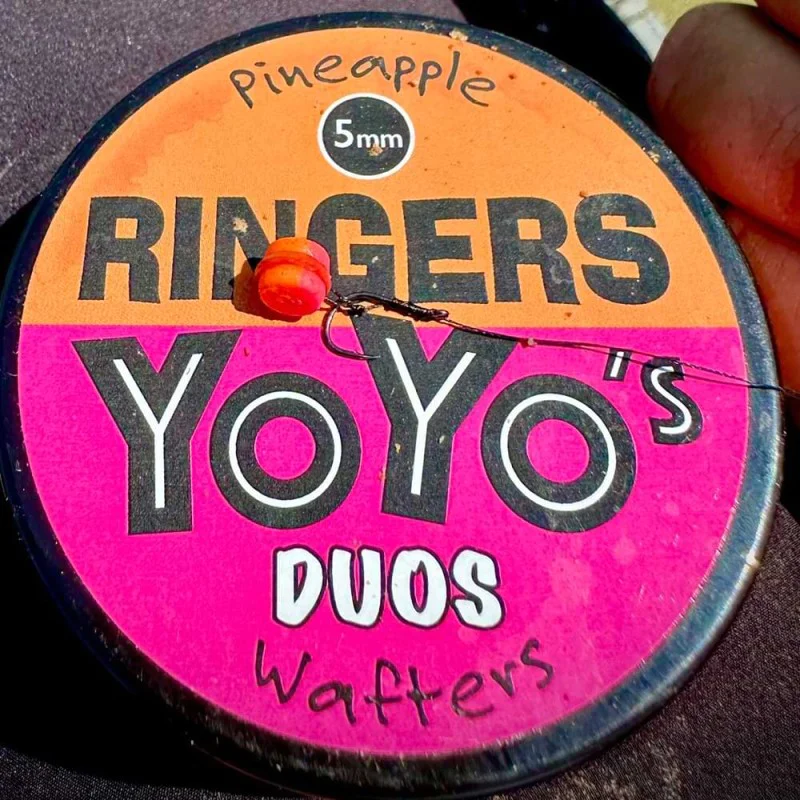 pineapple
5mm
RINGERS
YoYo's
DUOS
Wafters